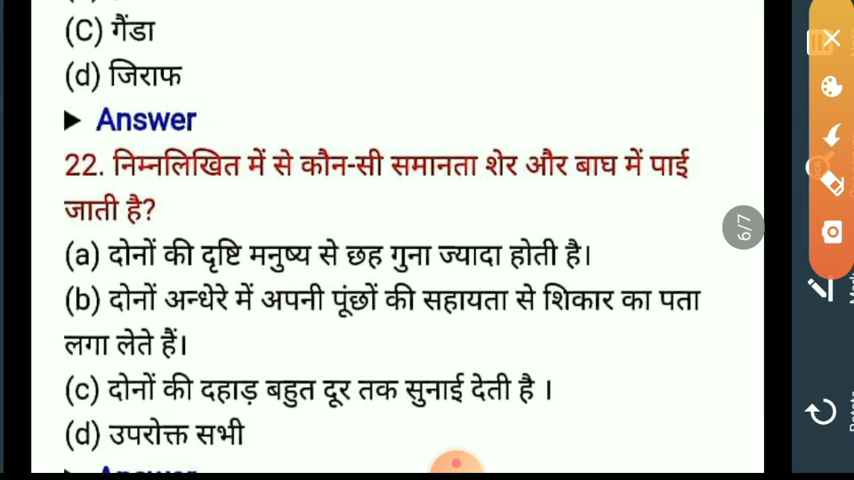 (C) गैंडा
(d) जिराफ
► Answer
22. निम्नलिखित में से कौन-सी समानता शेर और बाघ में पाई
जाती है?
(a) दोनों की दृष्टि मनुष्य से छह गुना ज्यादा होती है।
(b) दोनों अन्धेरे में अपनी पूंछों की सहायता से शिकार का पता
लगा लेते हैं।
(c) दोनों की दहाड़ बहुत दूर तक सुनाई देती है ।
(d) उपरोक्त सभी
6/7